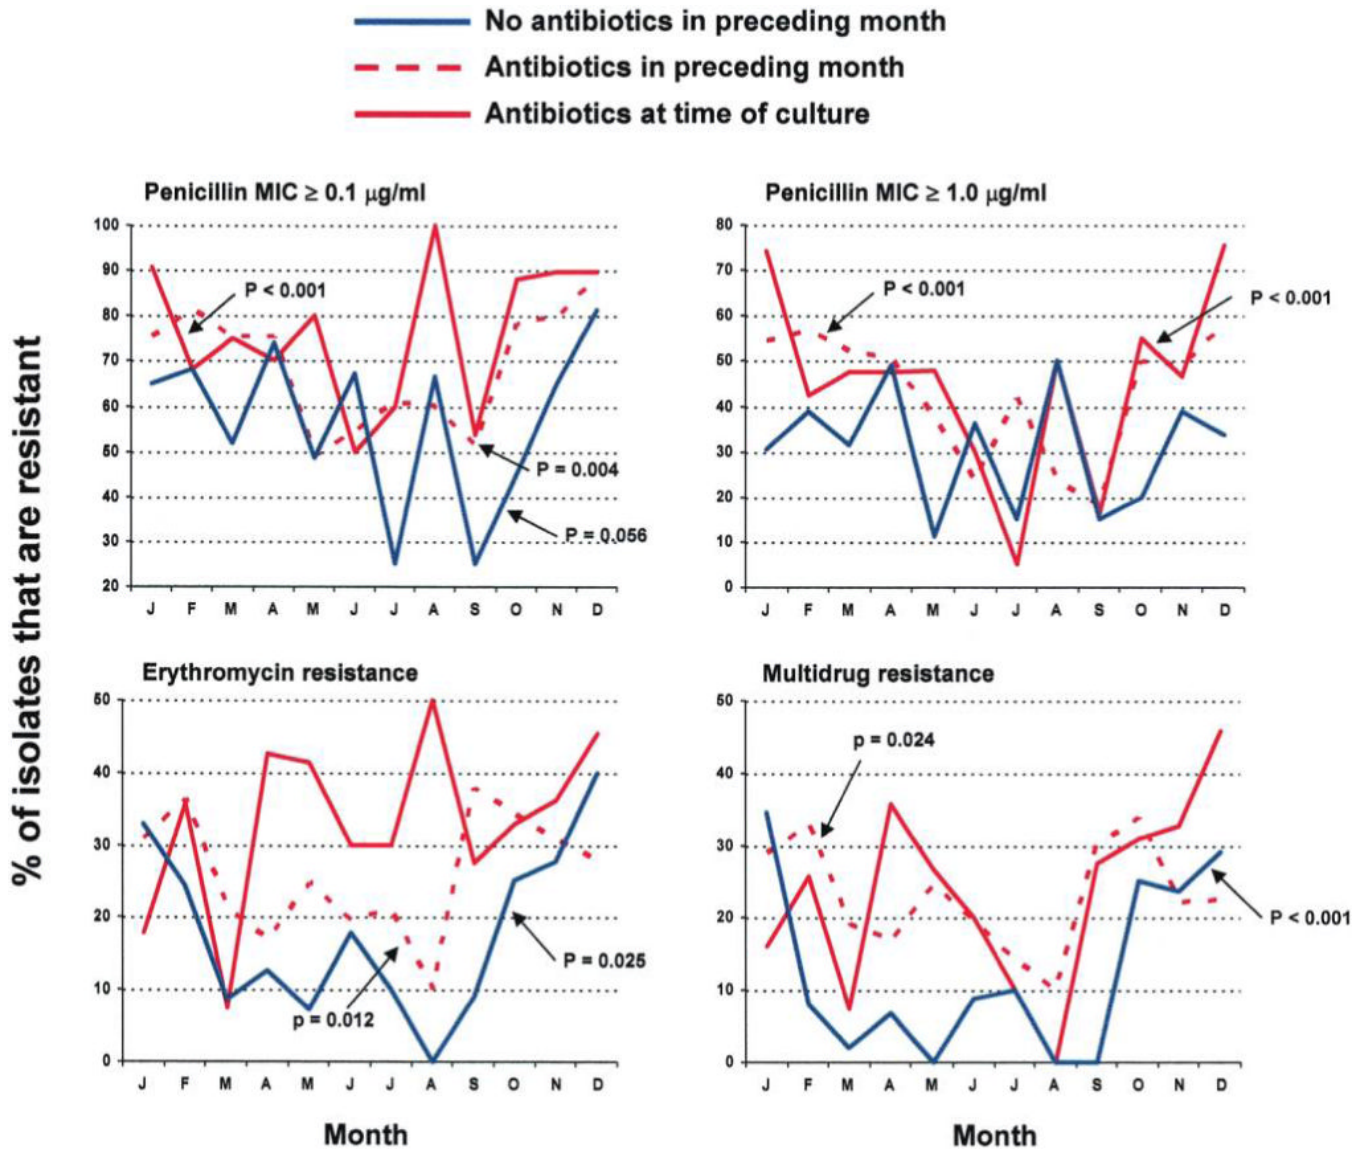 No antibiotics in preceding month
Antibiotics in preceding month
Antibiotics at time of culture
% of isolates that are resistant
Penicillin MIC ≥ 0.1 µg/ml
100
90
80
70
60
50
40
30
20
P < 0.001
P = 0.004
P = 0.056
J F M A M J J A S O N D
Penicillin MIC ≥ 1.0 µg/ml
80
70
60
50
40
30
20
10
0
P < 0.001
P < 0.001
J F M A M J J A S O N D
Erythromycin resistance
50
40
30
20
10
0
P = 0.025
p = 0.012
J F M A M J J A S O N D
Month
Multidrug resistance
50
40
30
20
10
0
p = 0.024
P < 0.001
J F M A M J J A S O N D
Month